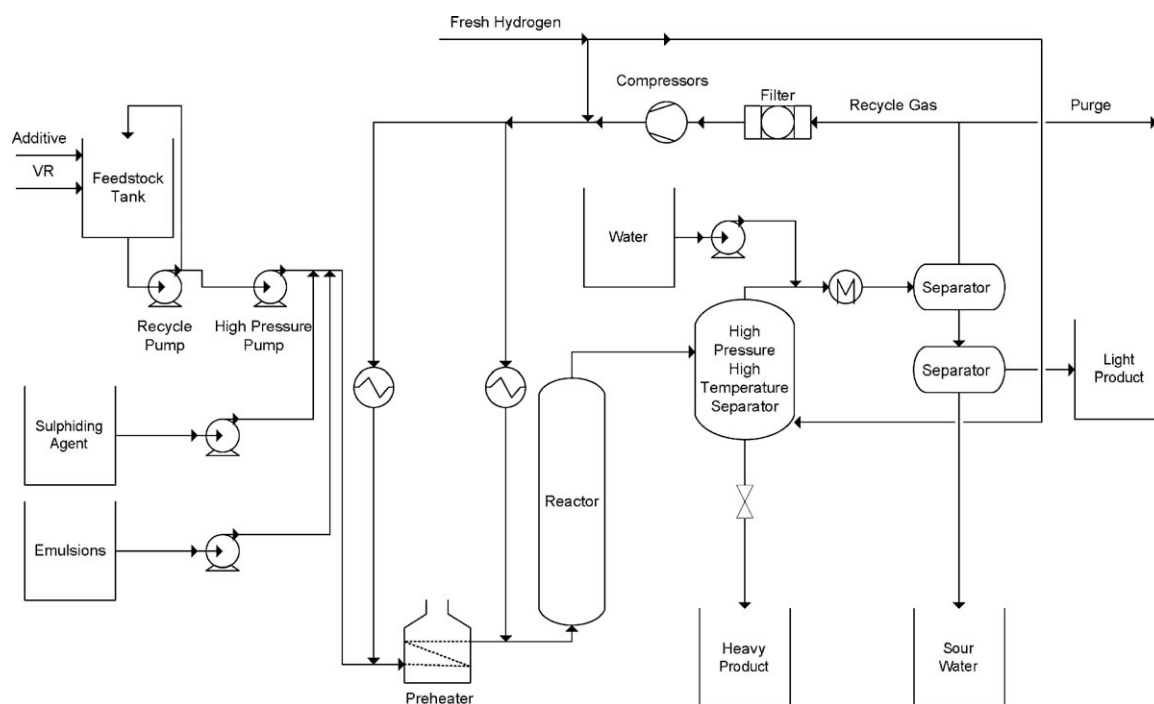 Fresh Hydrogen
Compressors
Filter
Recycle Gas
Purge
Additive
VR
Feedstock
Tank
Water
Separator
Recycle
Pump
High Pressure
Pump
High
Pressure
High
Temperature
Separator
Separator
Light
Product
Sulphiding
Agent
Reactor
Emulsions
Preheater
Heavy
Product
Sour
Water